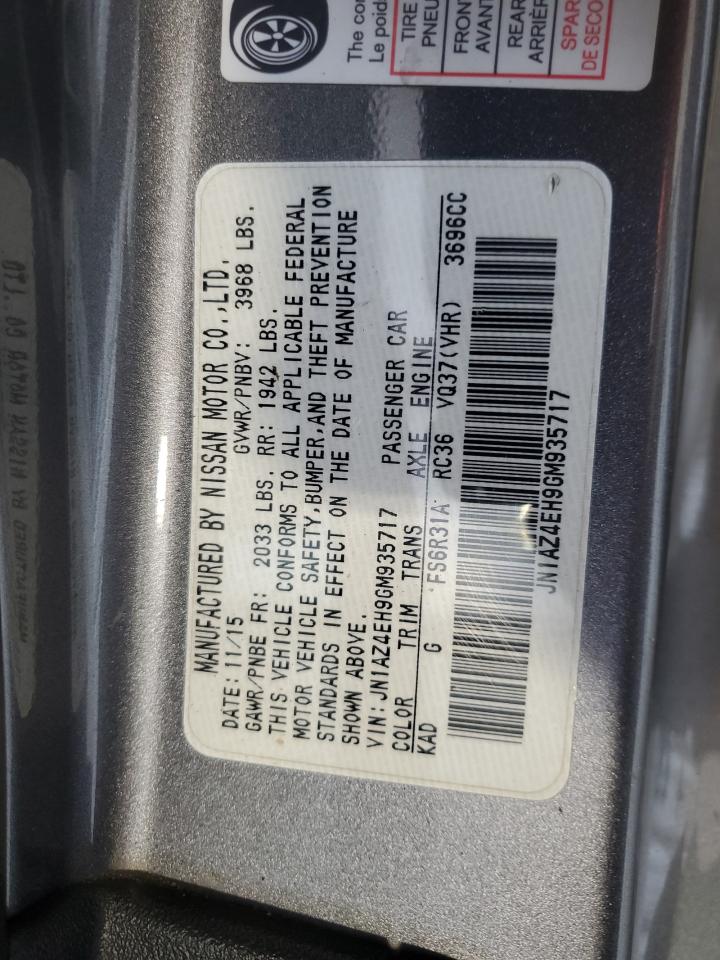 The co
Le poid
TIRE
PNEU
FRONT
AVANT
REAR
ARRIÈR
SPAR
DE SECO
MANUFACTURED BY NISSAN MOTOR CO.,LTD.
DATE: 11/15 GVWR/PNBV: 3968 LBS.
GAWR/PNBE FR: 2033 LBS. RR: 1942 LBS.
THIS VEHICLE CONFORMS TO ALL APPLICABLE FEDERAL
MOTOR VEHICLE SAFETY,BUMPER,AND THEFT PREVENTION
STANDARDS IN EFFECT ON THE DATE OF MANUFACTURE
SHOWN ABOVE.
VIN: JN1AZ4EH9GM935717 PASSENGER CAR
COLOR TRIM TRANS AXLE ENGINE
KAD G FS6R31A RC36 VQ37(VHR) 3696CC
JN1AZ4EH9GM935717